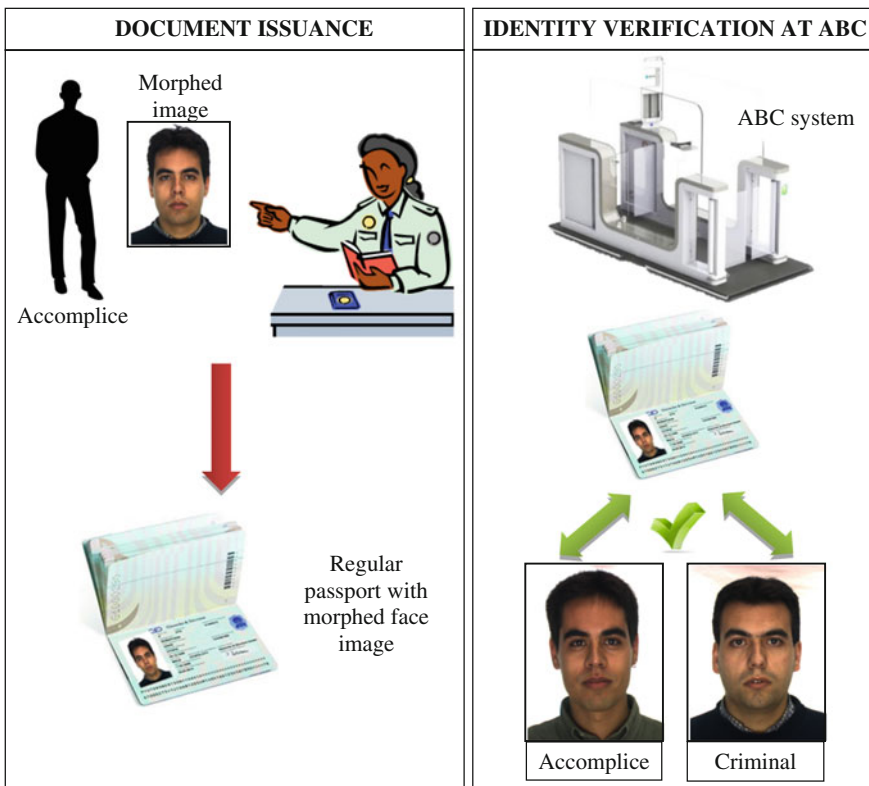 DOCUMENT ISSUANCE
Morphed
image
Accomplice
Regular
passport with
morphed face
image
IDENTITY VERIFICATION AT ABC
ABC system
Accomplice
Criminal